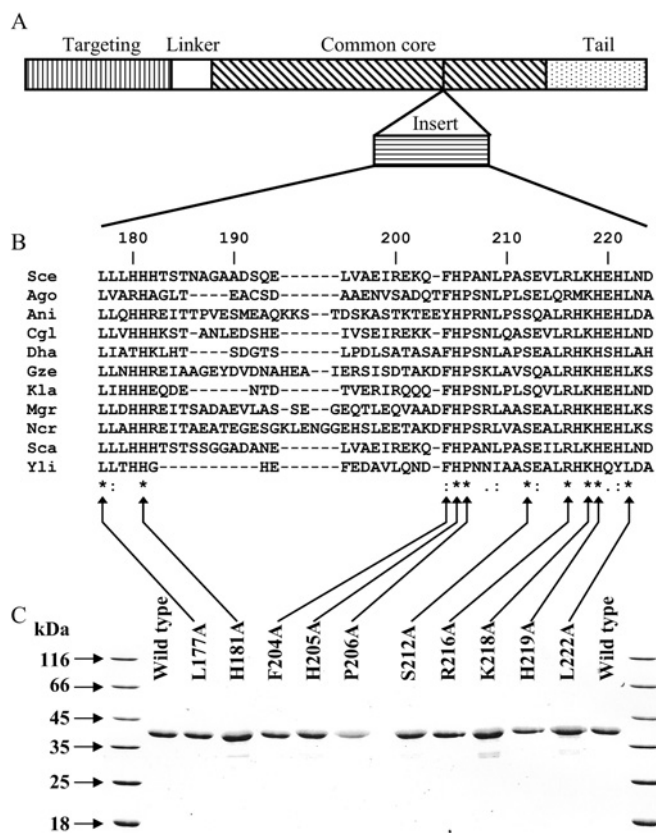 A
Targeting Linker Common core Tail
Insert
B
180 190 200 210 220
Sce LLLHHHTSTNAGAADSQE------LVAEIREKQ-FHPANLPASEVLRLKHEHLND
Ago LVARHAGLT----EACSD------AAENVSADQTFHPSNLPLSELQRMKHEHLNA
Ani LLQHHREITTPVESMEAQKKS--TDSKASTKTEEYHPRNLPSSQALRHKHEHLDA
Cgl LLVHHHKST-ANLEDSHE------IVSEIREKK-FHPSNLQASEVLRLKHEHLND
Dha LIATHKLHT----SDGTS------LPDLSATASAFHPSNLAPSEALRHKHSHLAH
Gze LLNHHREIAAGEYDVDNAHEA--IERSISDTAKDFHPSKLAVSQALRHKHEHLKS
Kla LIHHHEQDE-----NTD-------TVERIRQQQ-FHPSNLPLSQVLRLKHEHLND
Mgr LLDHHREITSADAEVLAS-SE--GEQTLEQVAADFHPSRLAASEALRHKHEHLKS
Ncr LLAHHREITAEATEGESGKLENGGEHSLEETAKDFHPSRLVASEALRHKHEHLKS
Sca LLLHHHTSTSSGGADANE------LVAEIREKQ-FHPANLPASEILRLKHEHLND
Yli LLTHHG----------HE------FEDAVLQND-FHPNNIAASEALRHKHQYLDA
*: * :** .: *: * **.:*
C
kDa Wild type L177A H181A F204A H205A P206A S212A R216A K218A H219A L222A Wild type
116
66
45
35
25
18